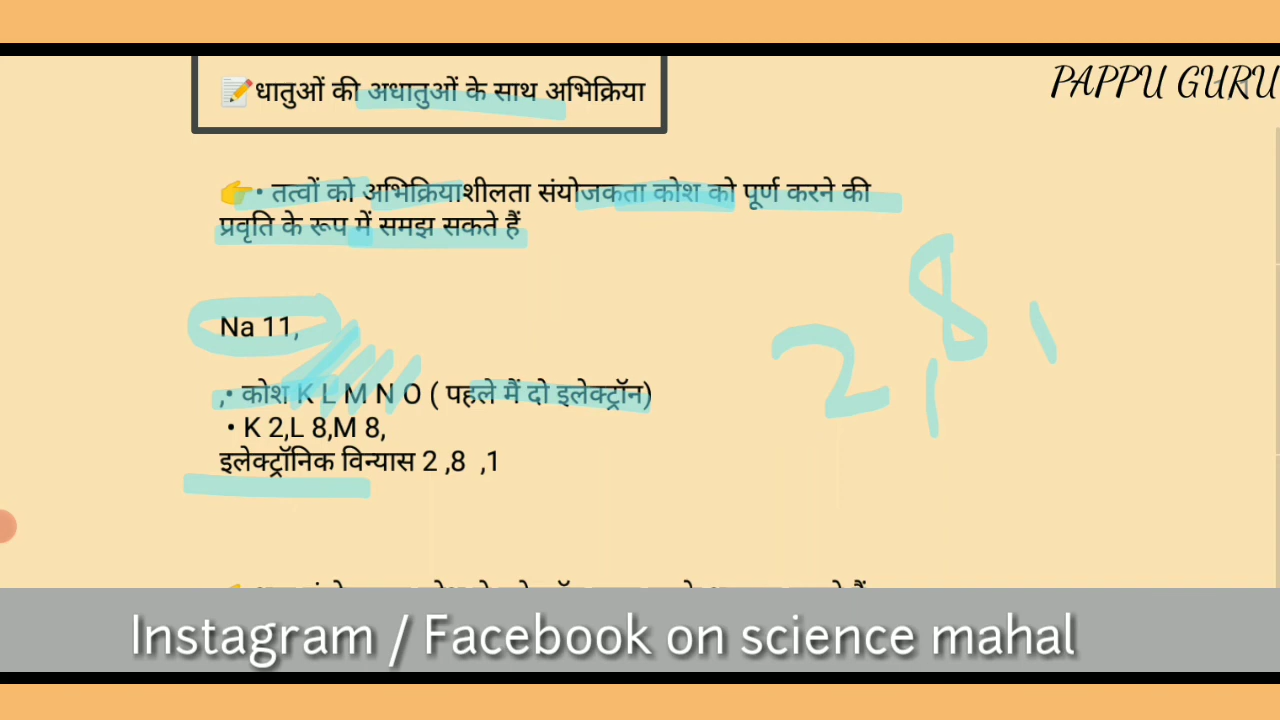 📝धातुओं की अधातुओं के साथ अभिक्रिया
PAPPU GURU
👉• तत्वों को अभिक्रियाशीलता संयोजकता कोश को पूर्ण करने की
प्रवृति के रूप में समझ सकते हैं
Na 11,
,• कोश K L M N O ( पहले मैं दो इलेक्ट्रॉन)
• K 2,L 8,M 8,
इलेक्ट्रॉनिक विन्यास 2 ,8 ,1
2,8,1
Instagram / Facebook on science mahal